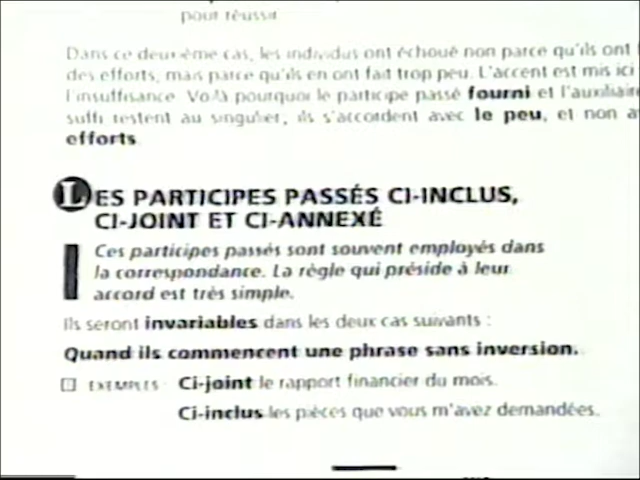 pour réussir
Dans ce deuxième cas, les individus ont échoué non parce qu'ils ont f
des efforts, mais parce qu'ils en ont fait trop peu. L'accent est mis ici
l'insuffisance. Voilà pourquoi le participe passé fourni et l'auxiliaire
suffi restent au singulier; ils s'accordent avec le peu, et non a
efforts.
LES PARTICIPES PASSÉS CI-INCLUS,
CI-JOINT ET CI-ANNEXÉ
Ces participes passés sont souvent employés dans
la correspondance. La règle qui préside à leur
accord est très simple.
Ils seront invariables dans les deux cas suivants :
Quand ils commencent une phrase sans inversion.
EXEMPLES Ci-joint le rapport financier du mois.
Ci-inclus les pièces que vous m'avez demandées.